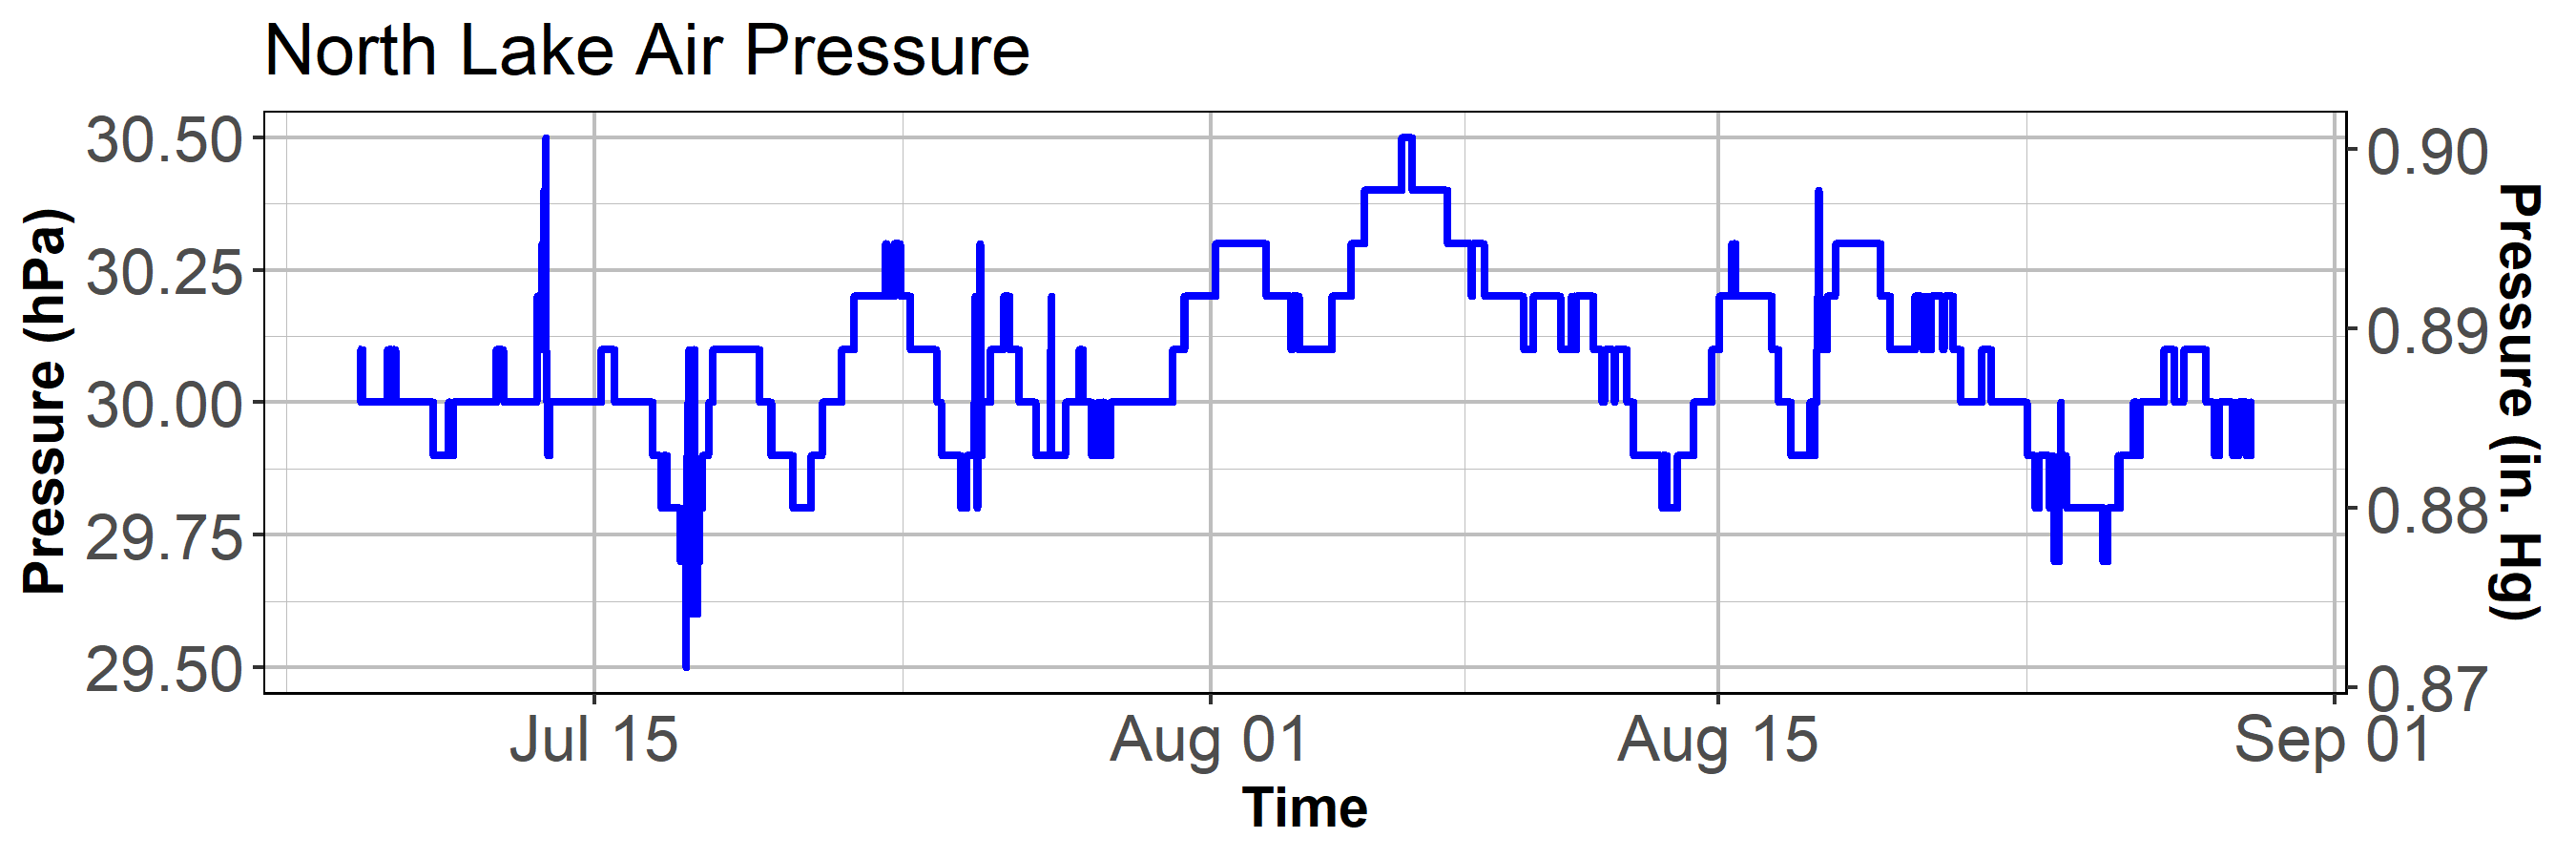 North Lake Air Pressure
Pressure (hPa)
30.50
30.25
30.00
29.75
29.50
0.90
0.89
0.88
0.87
Pressure (in. Hg)
Jul 15
Aug 01
Aug 15
Sep 01
Time